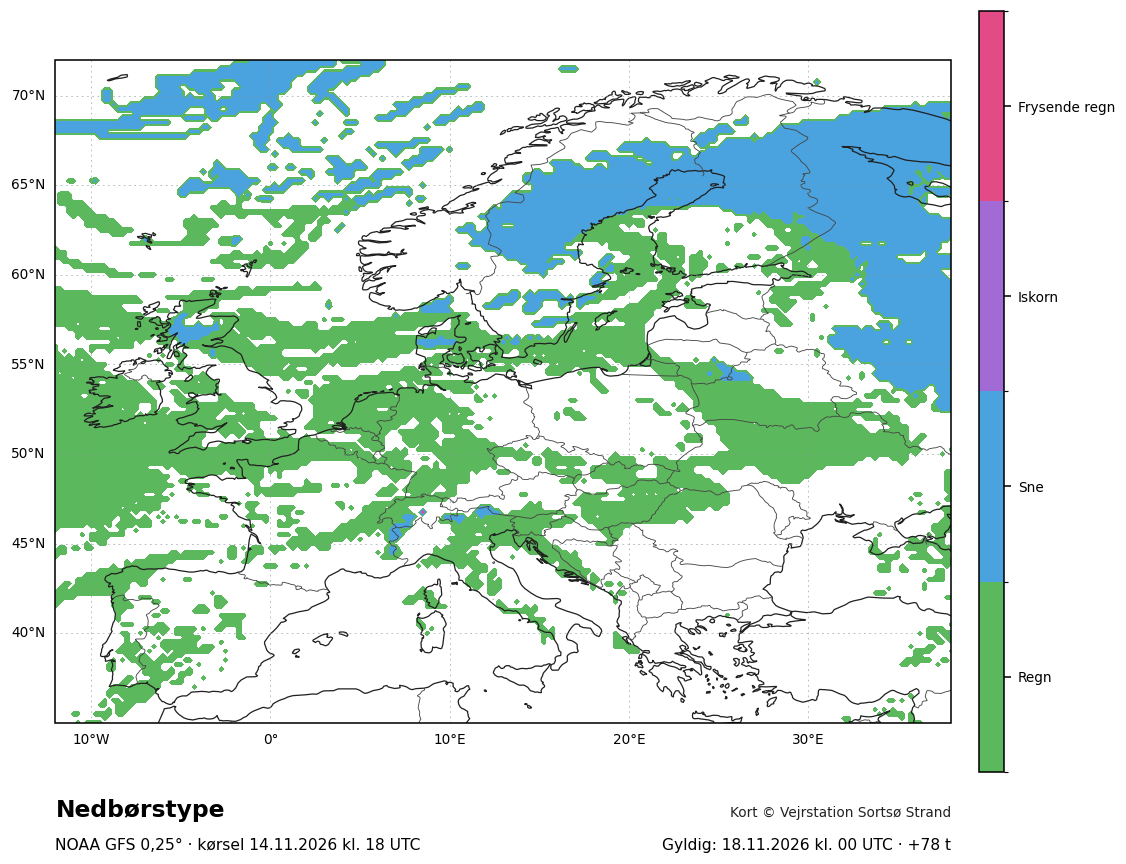 Frysende regn
Iskorn
Sne
Regn
70°N
65°N
60°N
55°N
50°N
45°N
40°N
10°W
0°
10°E
20°E
30°E
Nedbørstype
Kort © Vejrstation Sortsø Strand
NOAA GFS 0,25° · kørsel 14.11.2026 kl. 18 UTC
Gyldig: 18.11.2026 kl. 00 UTC · +78 t